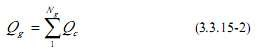 Q_g = \sum_{1}^{N_g} Q_c (3.3.15-2)